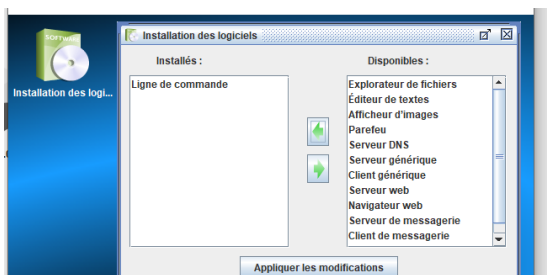 SOFTWARE
Installation des logi...
Installation des logiciels
Installés :
Disponibles :
Ligne de commande
Explorateur de fichiers
Éditeur de textes
Afficheur d'images
Parefeu
Serveur DNS
Serveur générique
Client générique
Serveur web
Navigateur web
Serveur de messagerie
Client de messagerie
Appliquer les modifications